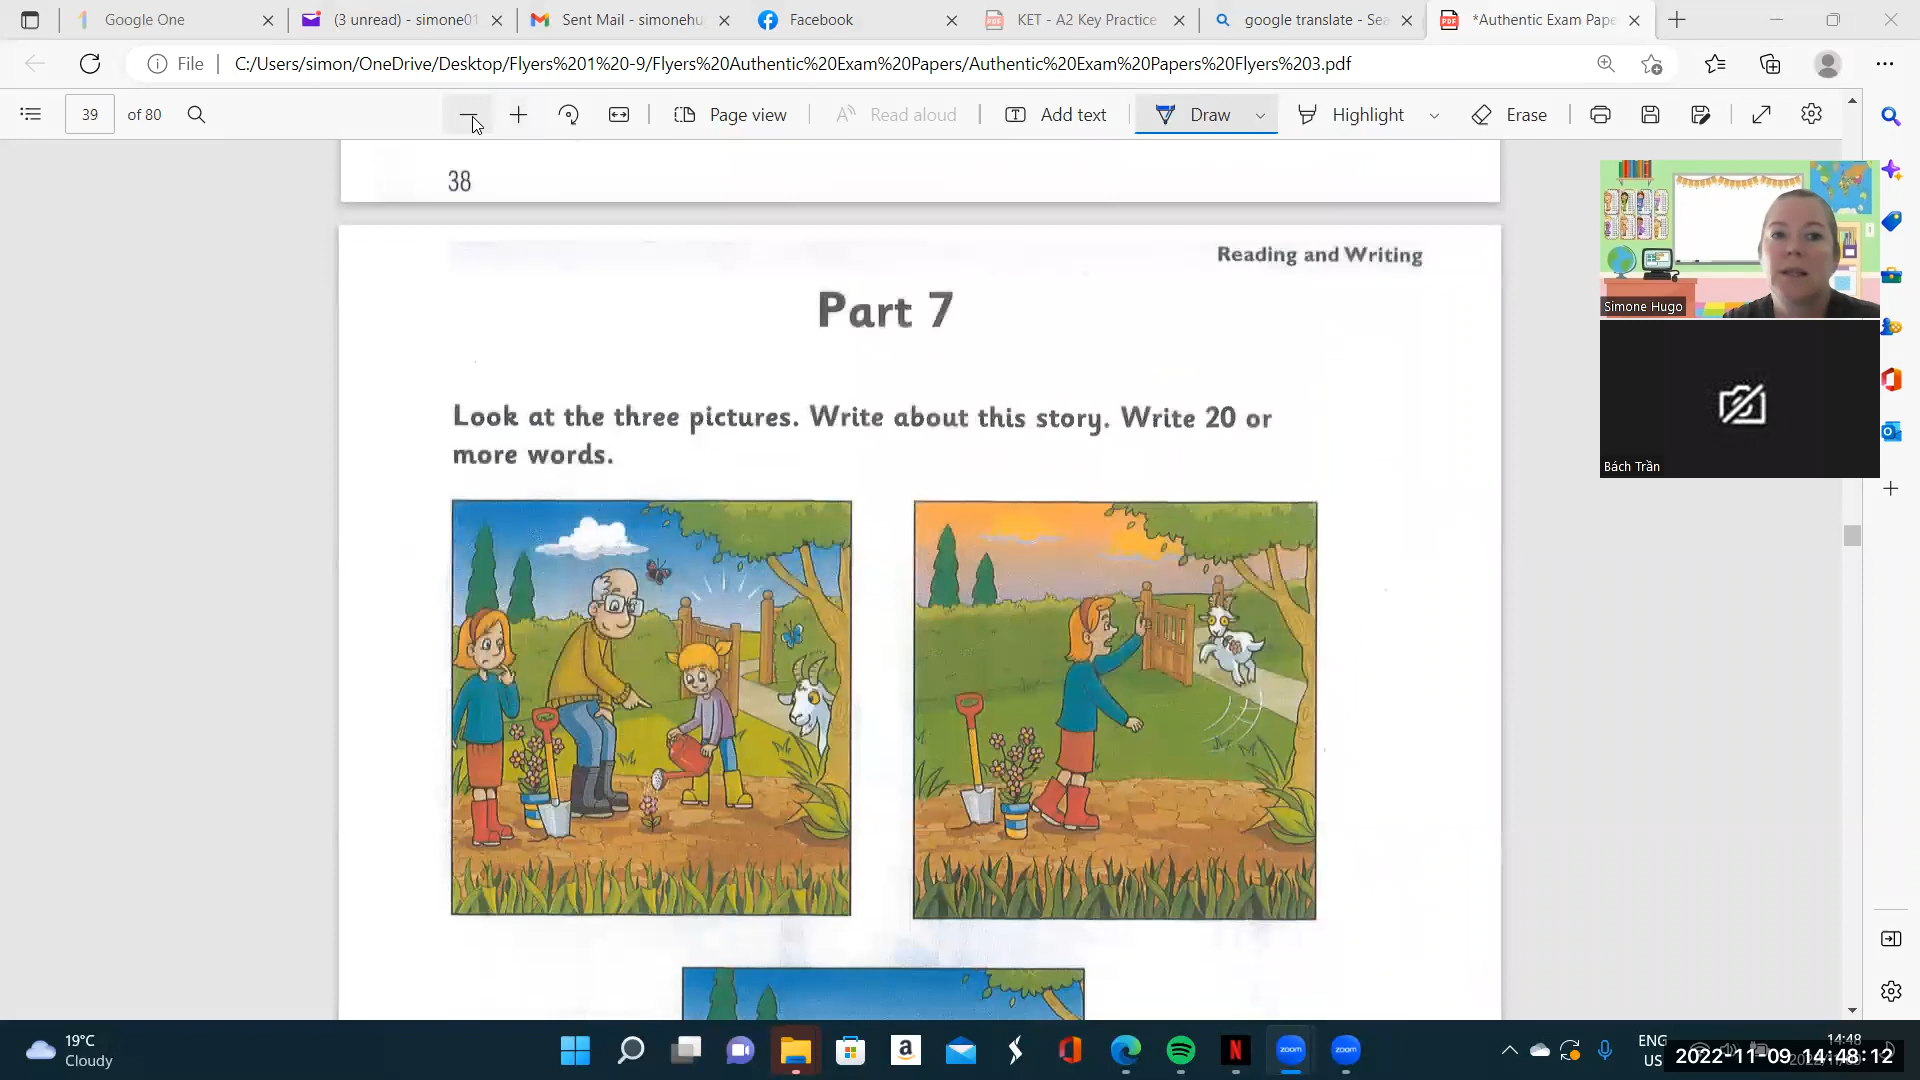 Google One
(3 unread) - simone01
Sent Mail - simonehu
Facebook
KET - A2 Key Practice
google translate - Sea
*Authentic Exam Pape
File
C:/Users/simon/OneDrive/Desktop/Flyers%201%20-9/Flyers%20Authentic%20Exam%20Papers/Authentic%20Exam%20Papers%20Flyers%203.pdf
39 of 80
Page view
Read aloud
Add text
Draw
Highlight
Erase
38
Reading and Writing
Part 7
Look at the three pictures. Write about this story. Write 20 or
more words.
Simone Hugo
Bách Trần
19°C
Cloudy
zoom
zoom
ENG
US
14:48
2022-11-09 14:48:12